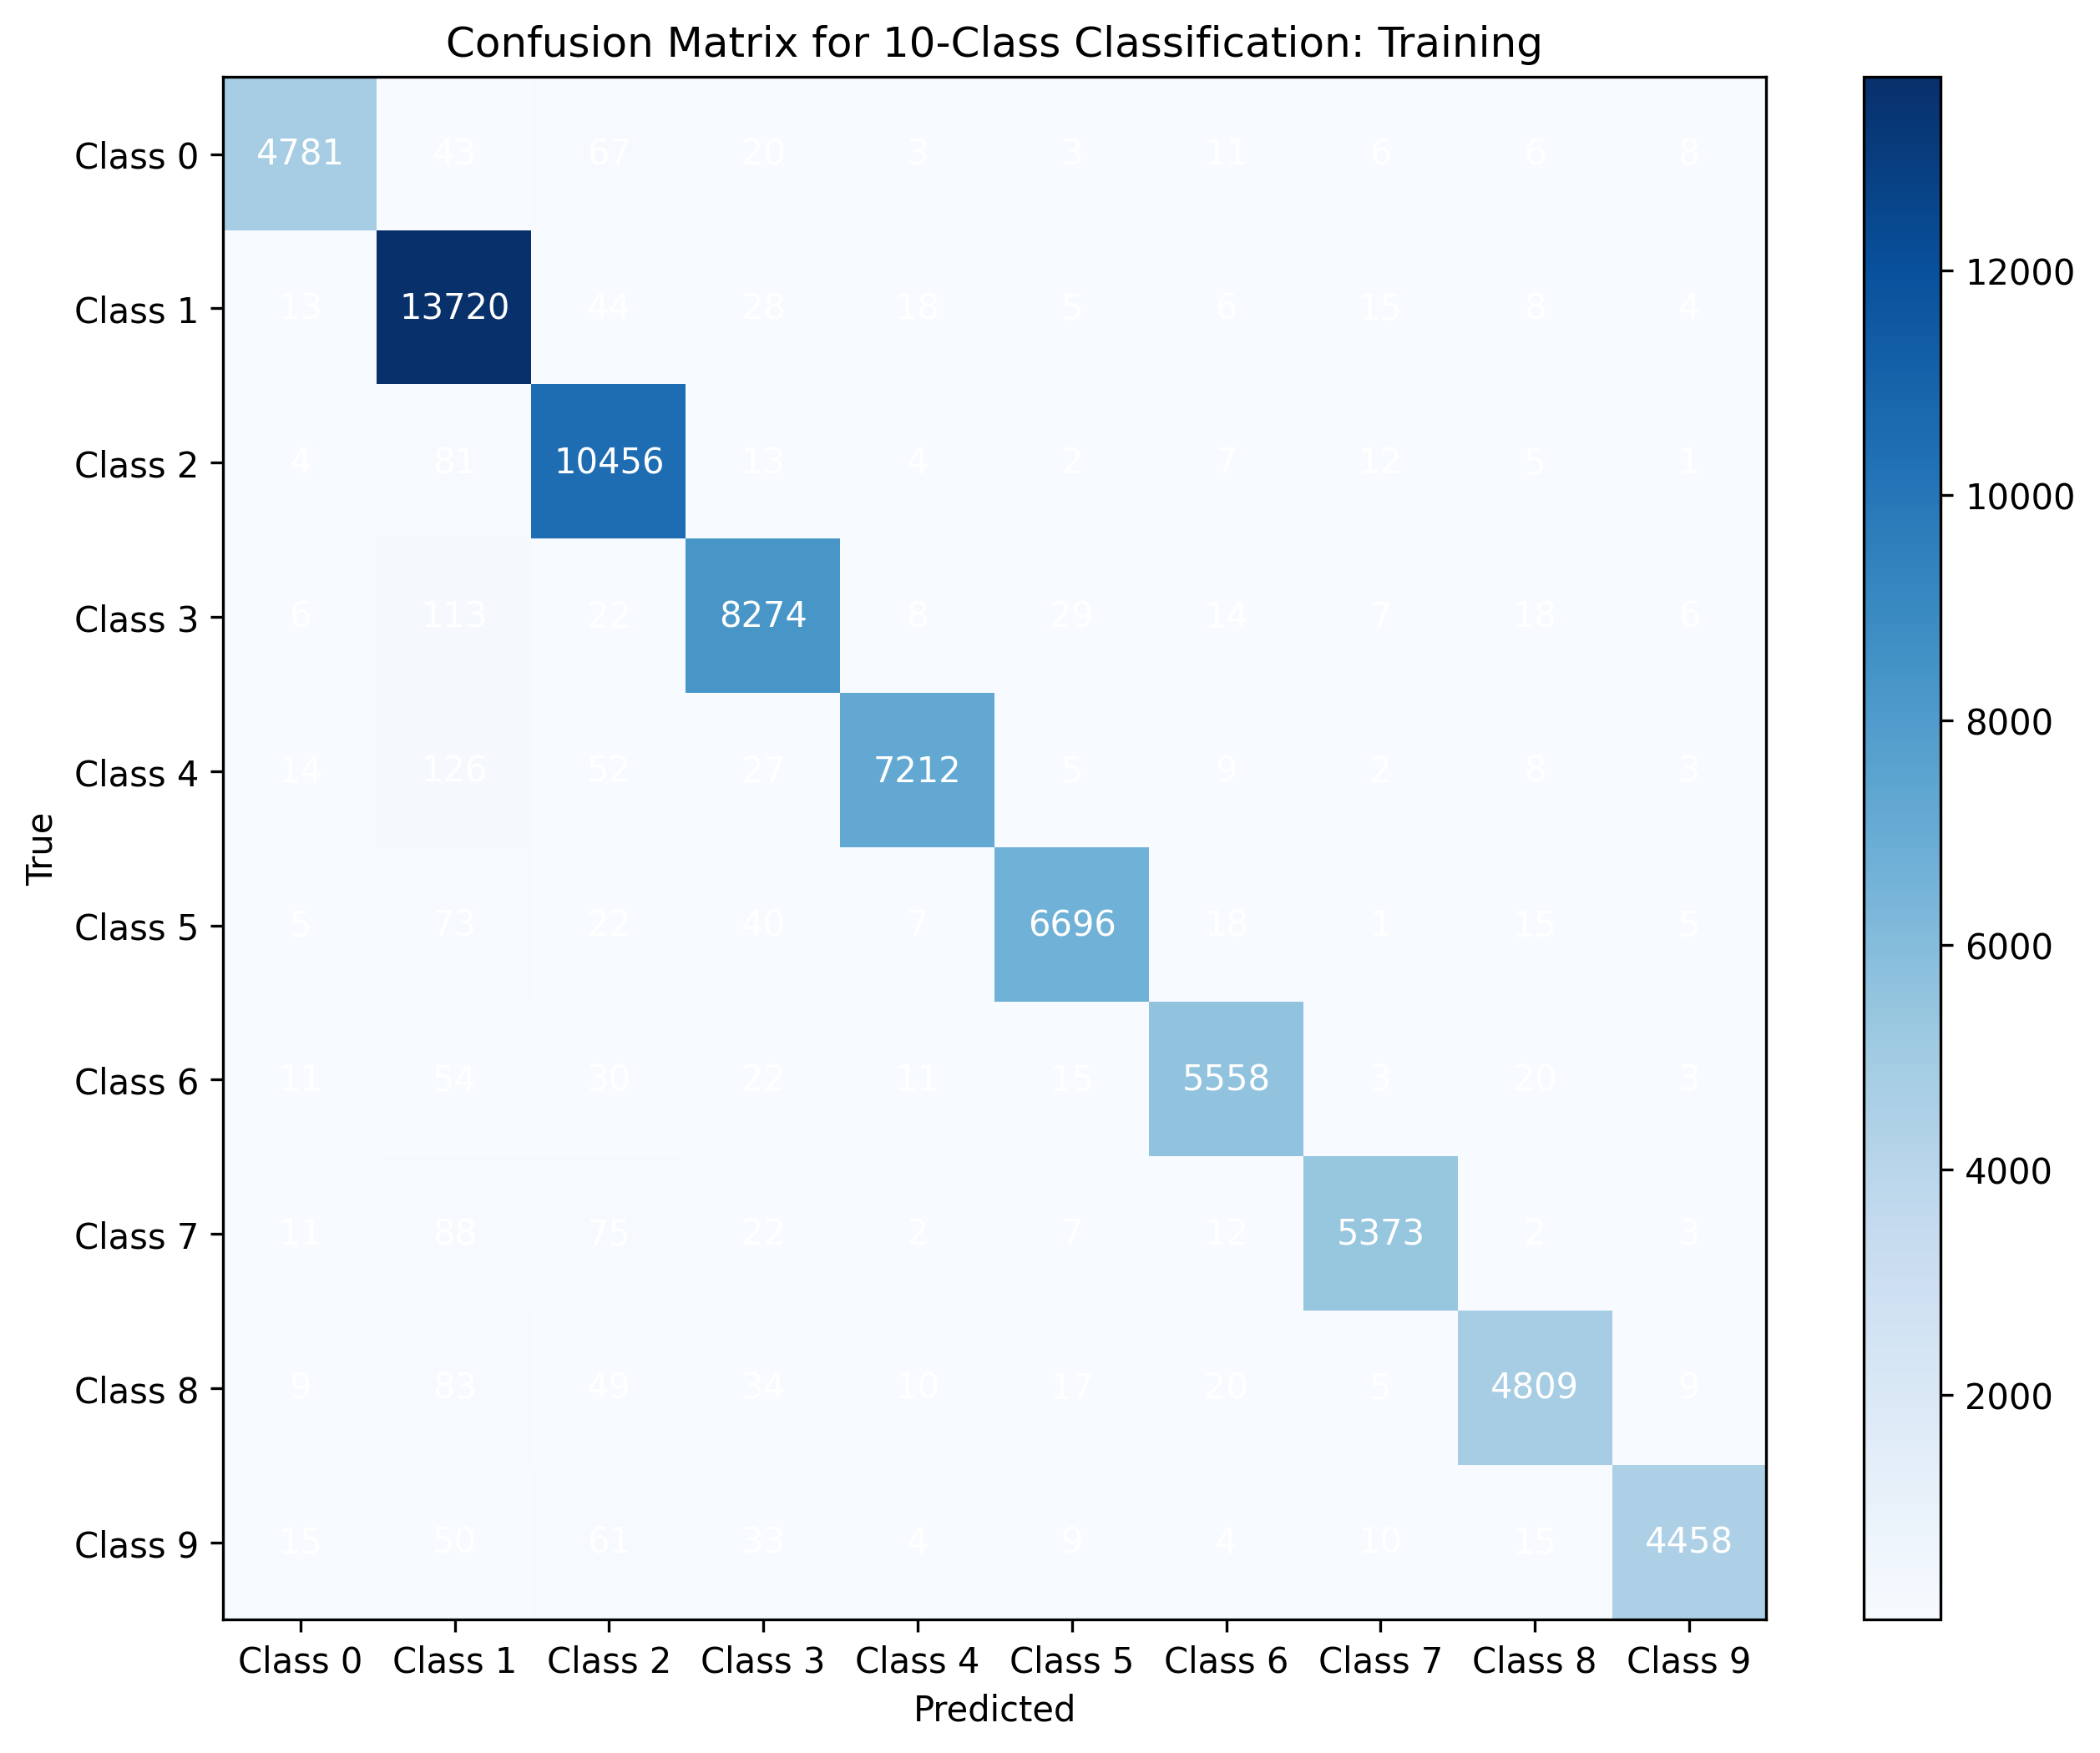 Confusion Matrix for 10-Class Classification: Training
Class 0 4781 43 67 20 3 3 11 6 6 8
Class 1 13 13720 44 28 18 5 6 15 8 4
Class 2 4 81 10456 13 4 2 7 12 5 1
Class 3 6 113 22 8274 8 29 14 7 18 6
Class 4 14 126 52 27 7212 5 9 2 8 3
Class 5 5 73 22 40 7 6696 18 1 15 5
Class 6 11 54 30 22 11 15 5558 3 20 3
Class 7 11 88 75 22 2 7 12 5373 2 3
Class 8 9 83 49 34 10 17 20 5 4809 9
Class 9 15 50 61 33 4 9 4 10 15 4458
Class 0 Class 1 Class 2 Class 3 Class 4 Class 5 Class 6 Class 7 Class 8 Class 9
Predicted
True
12000
10000
8000
6000
4000
2000